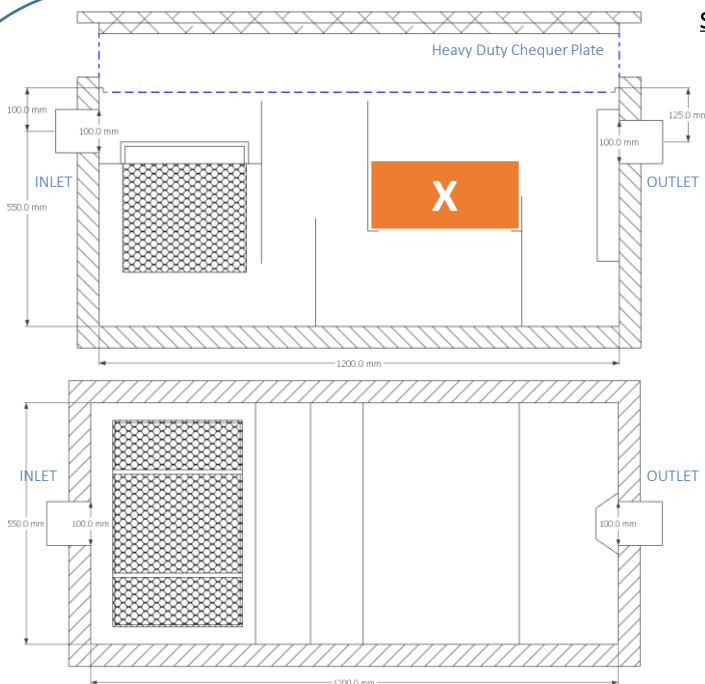 S
Heavy Duty Chequer Plate
100.0 mm
100.0 mm
125.0 mm
100.0 mm
INLET
OUTLET
X
550.0 mm
1200.0 mm
INLET
OUTLET
550.0 mm
100.0 mm
100.0 mm
1200.0 mm